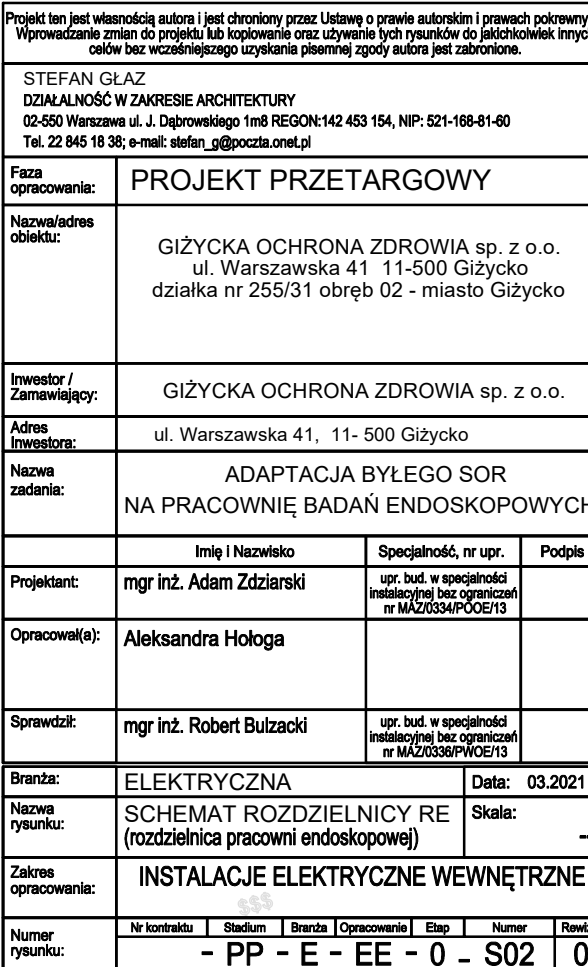 Projekt ten jest własnością autora i jest chroniony przez Ustawę o prawie autorskim i prawach pokrewny
Wprowadzanie zmian do projektu lub kopiowanie oraz używanie tych rysunków do jakichkolwiek innyc
celów bez wcześniejszego uzyskania pisemnej zgody autora jest zabronione.
STEFAN GŁAZ
DZIAŁALNOŚĆ W ZAKRESIE ARCHITEKTURY
02-550 Warszawa ul. J. Dąbrowskiego 1m8 REGON:142 453 154, NIP: 521-168-81-60
Tel. 22 845 18 38; e-mail: stefan_g@poczta.onet.pl
Faza
opracowania:
PROJEKT PRZETARGOWY
Nazwa/adres
obiektu:
GIŻYCKA OCHRONA ZDROWIA sp. z o.o.
ul. Warszawska 41 11-500 Giżycko
działka nr 255/31 obręb 02 - miasto Giżycko
Inwestor /
Zamawiający:
GIŻYCKA OCHRONA ZDROWIA sp. z o.o.
Adres
Inwestora:
ul. Warszawska 41, 11- 500 Giżycko
Nazwa
zadania:
ADAPTACJA BYŁEGO SOR
NA PRACOWNIĘ BADAŃ ENDOSKOPOWYCH
Imię i Nazwisko Specjalność, nr upr. Podpis
Projektant:
mgr inż. Adam Zdziarski
upr. bud. w specjalności
instalacyjnej bez ograniczeń
nr MAZ/0334/POOE/13
Opracował(a):
Aleksandra Hołoga
Sprawdził:
mgr inż. Robert Bulzacki
upr. bud. w specjalności
instalacyjnej bez ograniczeń
nr MAZ/0336/PWOE/13
Branża: ELEKTRYCZNA Data: 03.2021
Nazwa
rysunku:
SCHEMAT ROZDZIELNICY RE
(rozdzielnica pracowni endoskopowej)
Skala:
--
Zakres
opracowania:
INSTALACJE ELEKTRYCZNE WEWNĘTRZNE
$$$
Numer
rysunku:
Nr kontraktu Stadium Branża Opracowanie Etap Numer Rewiz
- PP - E - EE - 0 - S02 0